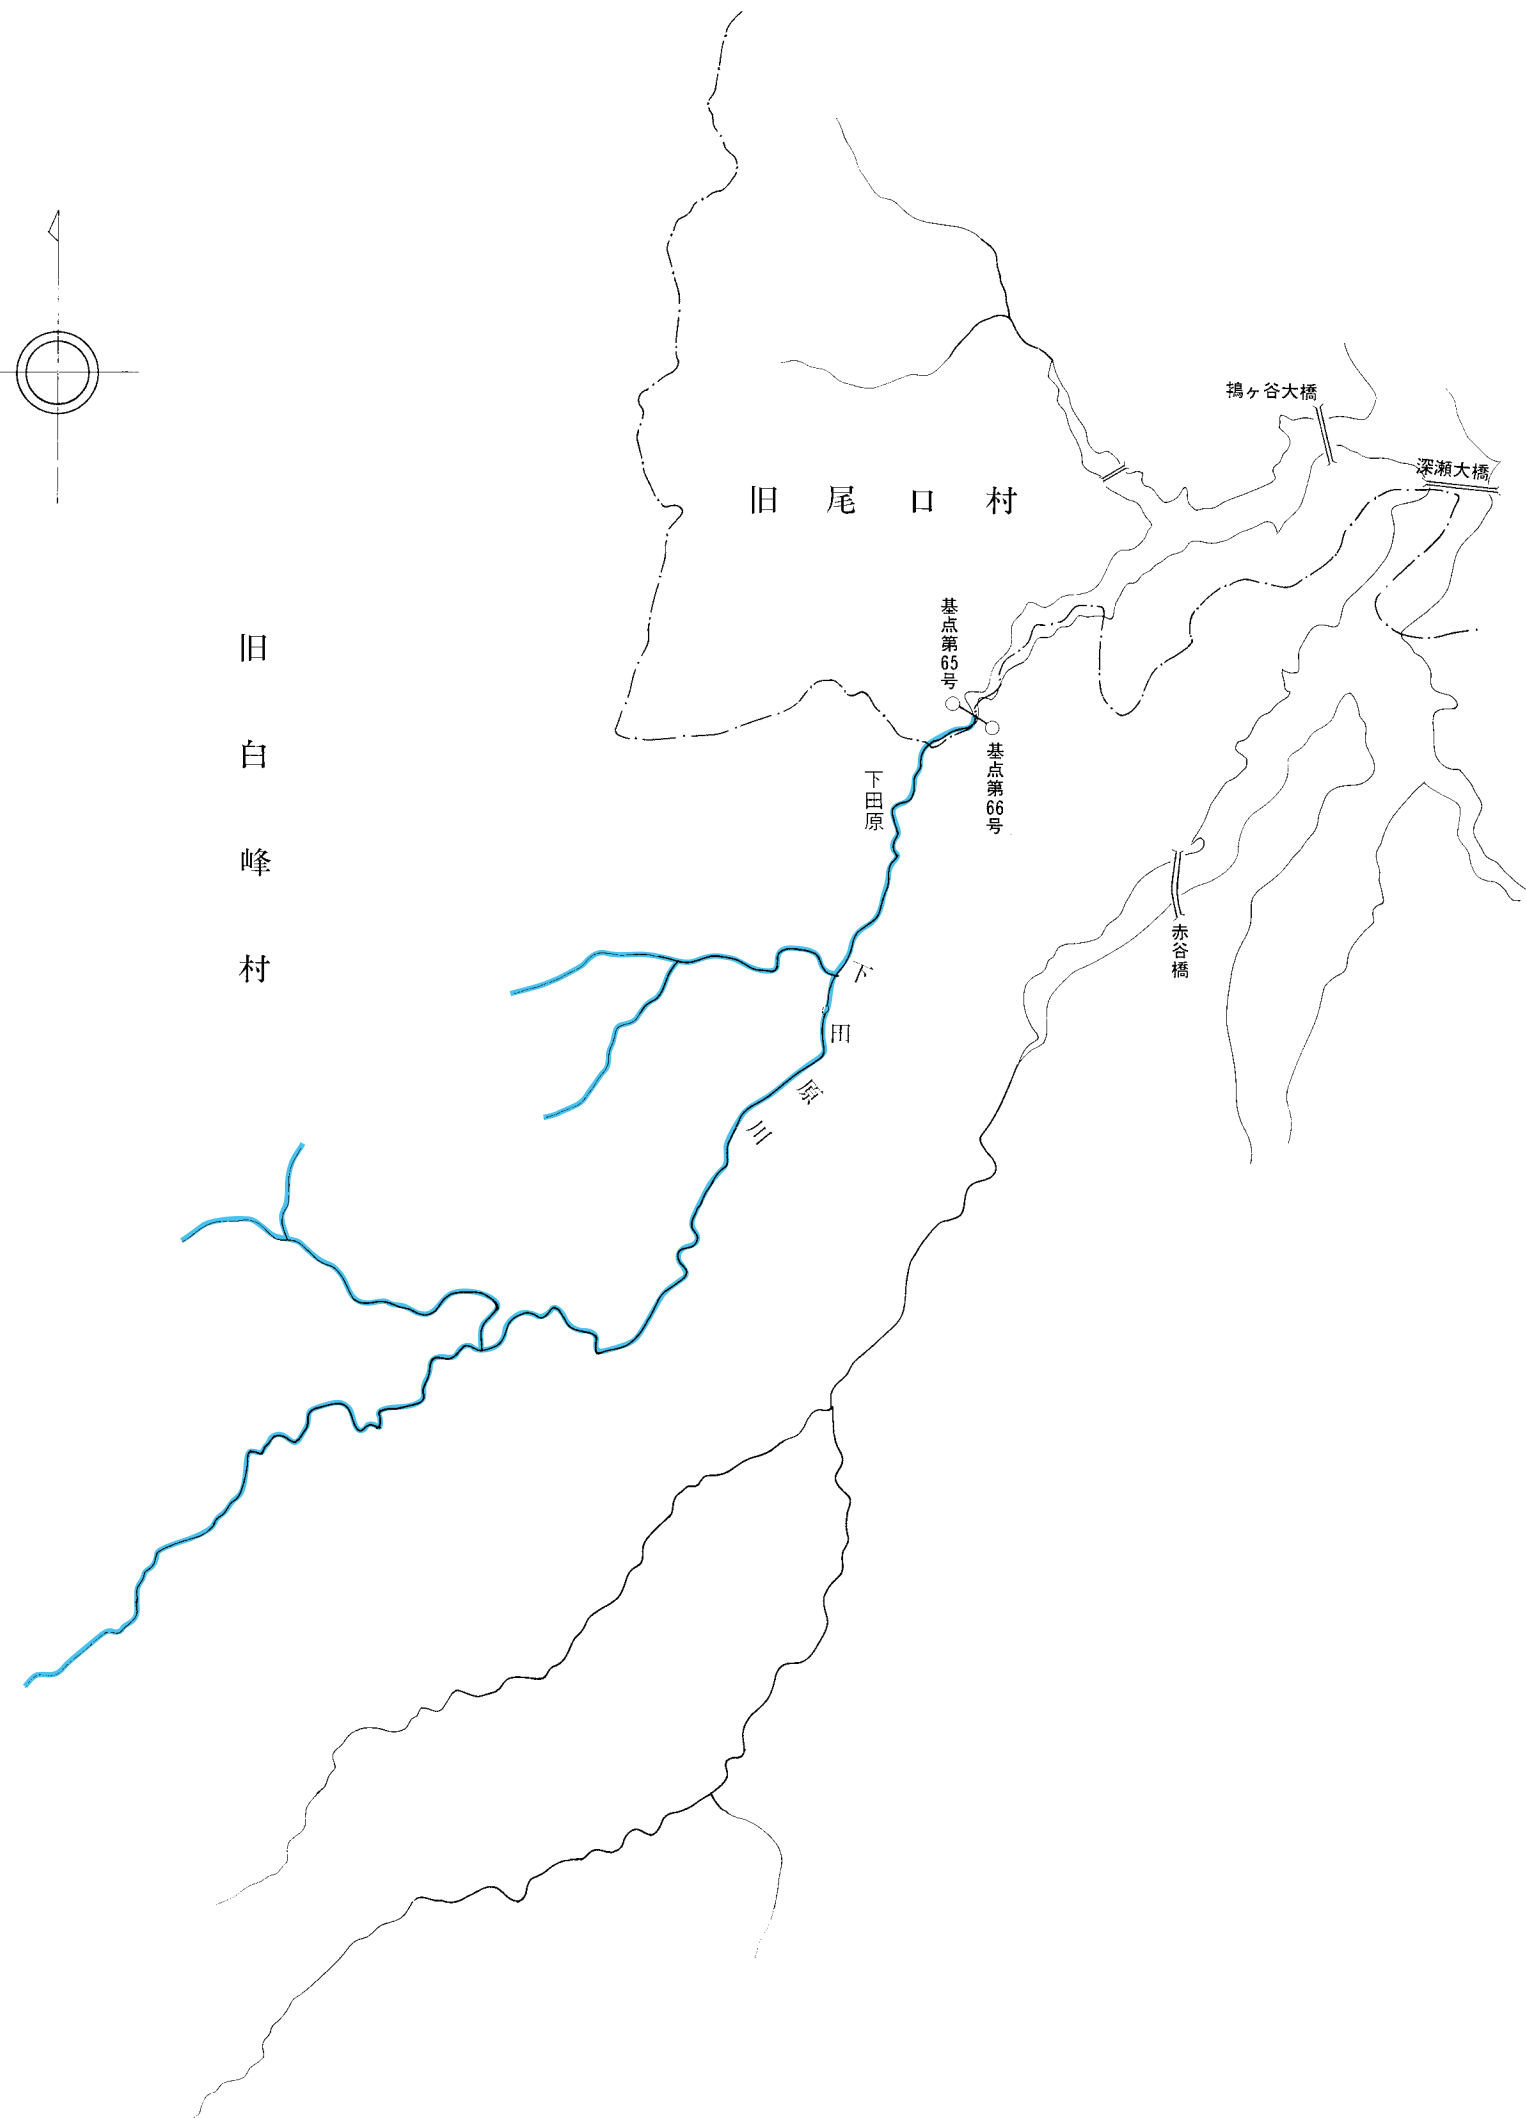 鴇ヶ谷大橋
深瀬大橋
旧尾口村
基点第65号
旧白峰村
基点第66号
下田原
赤谷橋
下田原川